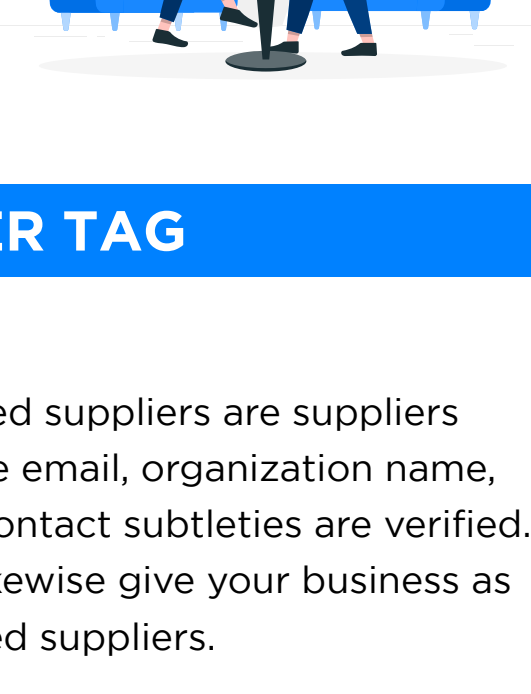 ER TAG
ed suppliers are suppliers
e email, organization name,
ontact subtleties are verified.
kewise give your business as
ed suppliers.